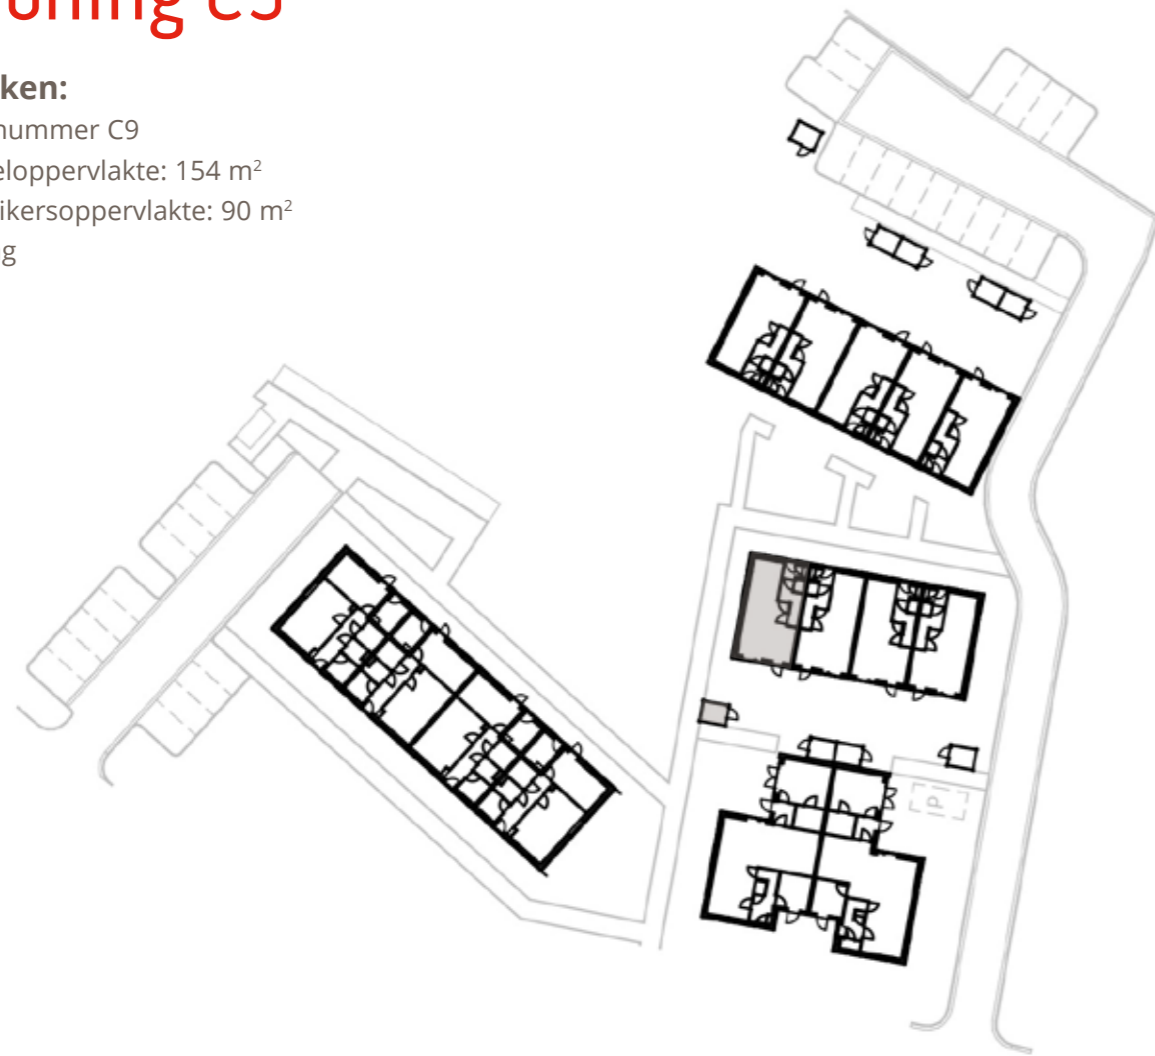 oning C9
ken:
nummer C9
eloppervlakte: 154 m²
ikersoppervlakte: 90 m²
g
P